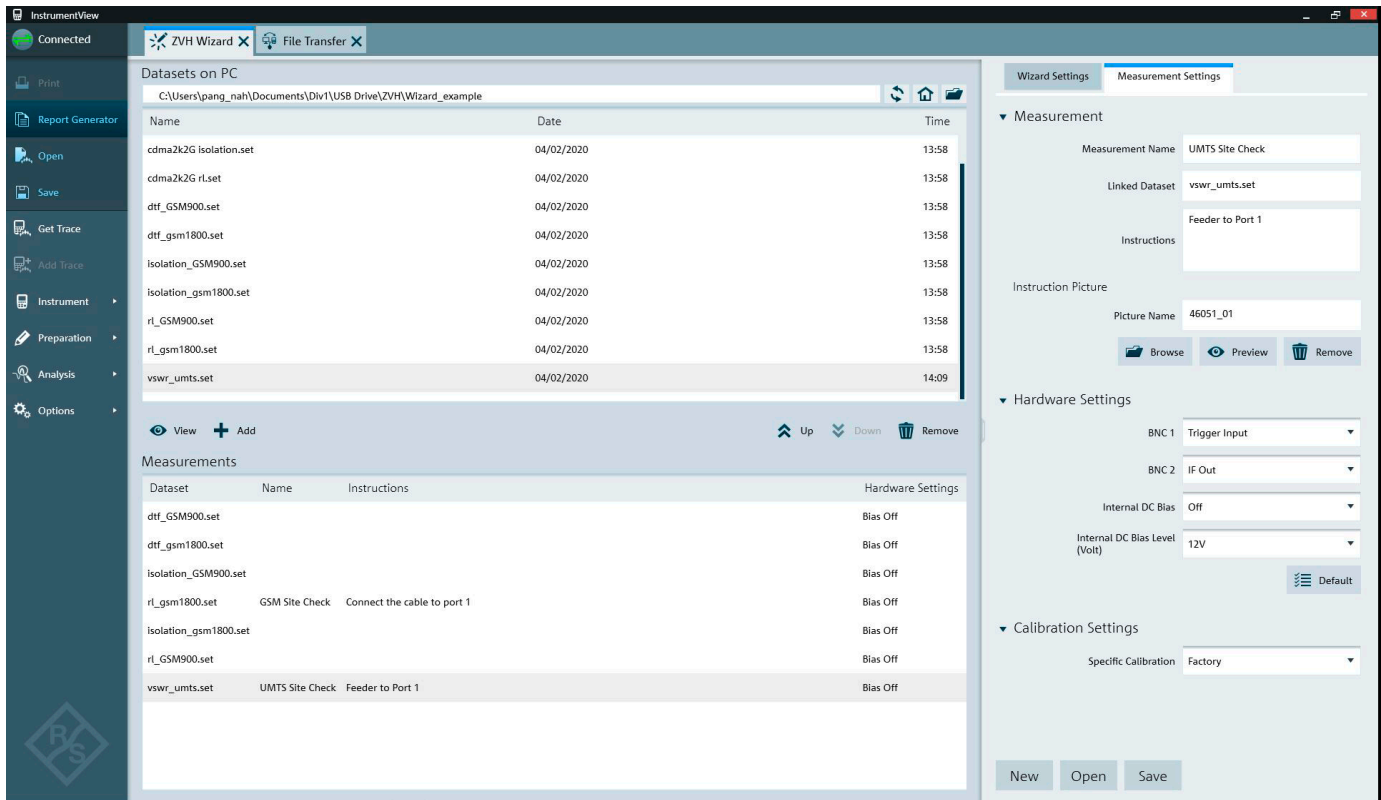 InstrumentView
Connected
ZVH Wizard
File Transfer
Print
Report Generator
Open
Save
Get Trace
Add Trace
Instrument
Preparation
Analysis
Options
R&S
Datasets on PC
C:\Users\pang_nah\Documents\Div1\USB Drive\ZVH\Wizard_example
Name Date Time
cdma2k2G isolation.set 04/02/2020 13:58
cdma2k2G rl.set 04/02/2020 13:58
dtf_GSM900.set 04/02/2020 13:58
dtf_gsm1800.set 04/02/2020 13:58
isolation_GSM900.set 04/02/2020 13:58
isolation_gsm1800.set 04/02/2020 13:58
rl_GSM900.set 04/02/2020 13:58
rl_gsm1800.set 04/02/2020 13:58
vswr_umts.set 04/02/2020 14:09
View Add Up Down Remove
Measurements
Dataset Name Instructions Hardware Settings
dtf_GSM900.set Bias Off
dtf_gsm1800.set Bias Off
isolation_GSM900.set Bias Off
rl_gsm1800.set GSM Site Check Connect the cable to port 1 Bias Off
isolation_gsm1800.set Bias Off
rl_GSM900.set Bias Off
vswr_umts.set UMTS Site Check Feeder to Port 1 Bias Off
Wizard Settings Measurement Settings
Measurement
Measurement Name UMTS Site Check
Linked Dataset vswr_umts.set
Instructions Feeder to Port 1
Instruction Picture
Picture Name 46051_01
Browse Preview Remove
Hardware Settings
BNC 1 Trigger Input
BNC 2 IF Out
Internal DC Bias Off
Internal DC Bias Level
(Volt) 12V
Default
Calibration Settings
Specific Calibration Factory
New Open Save